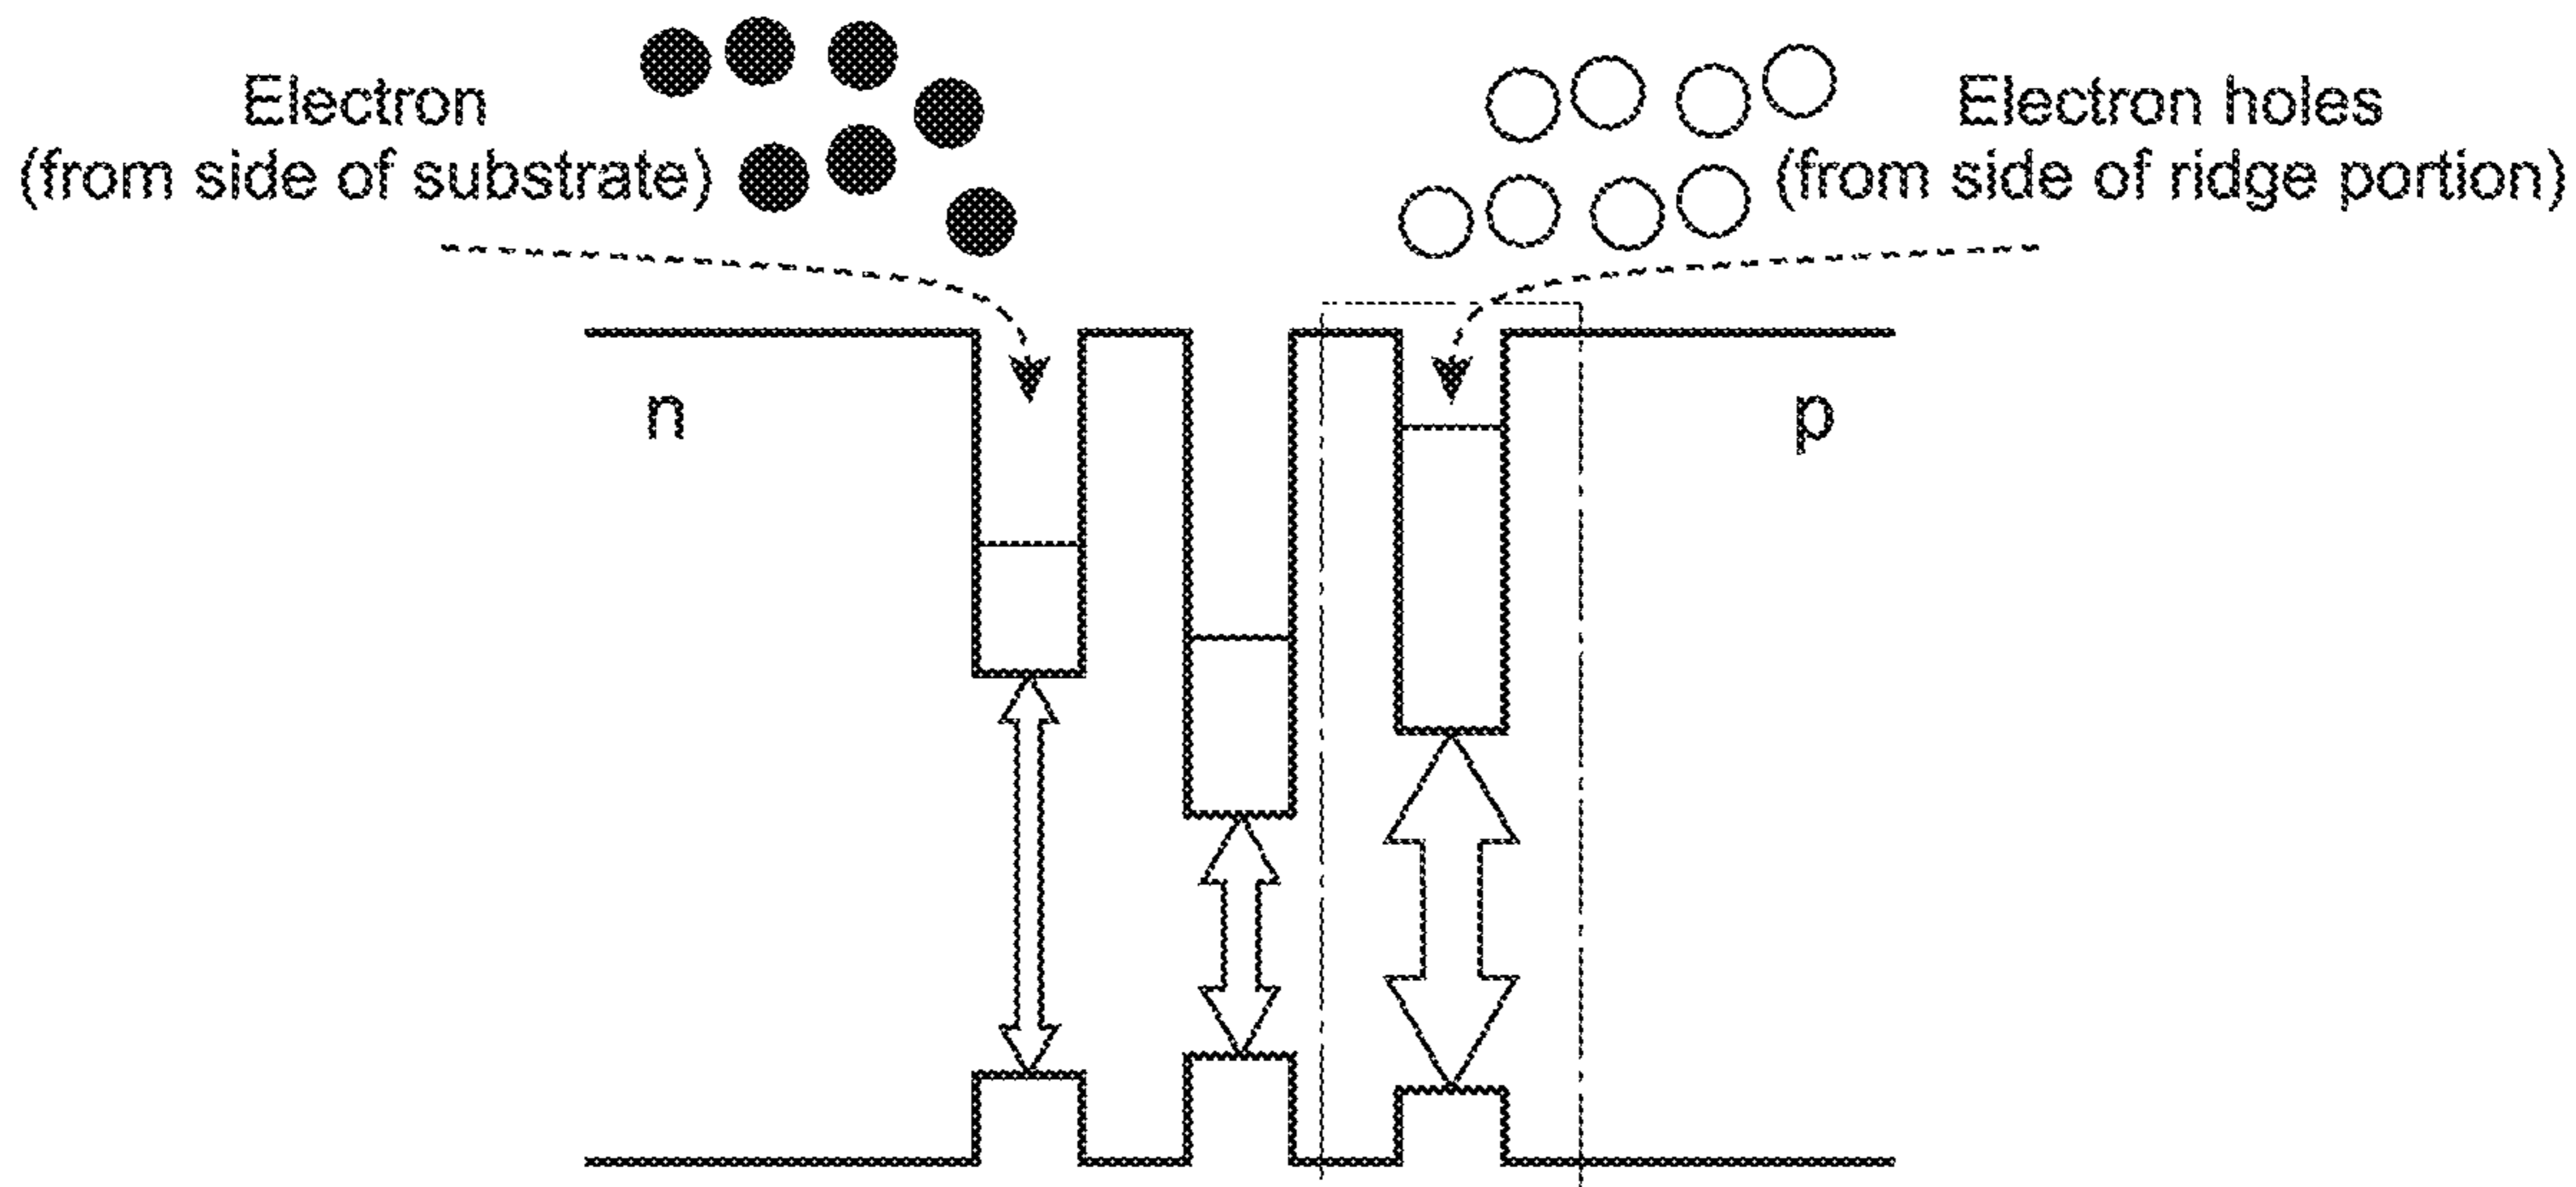 Electron
(from side of substrate)
Electron holes
(from side of ridge portion)
n
p